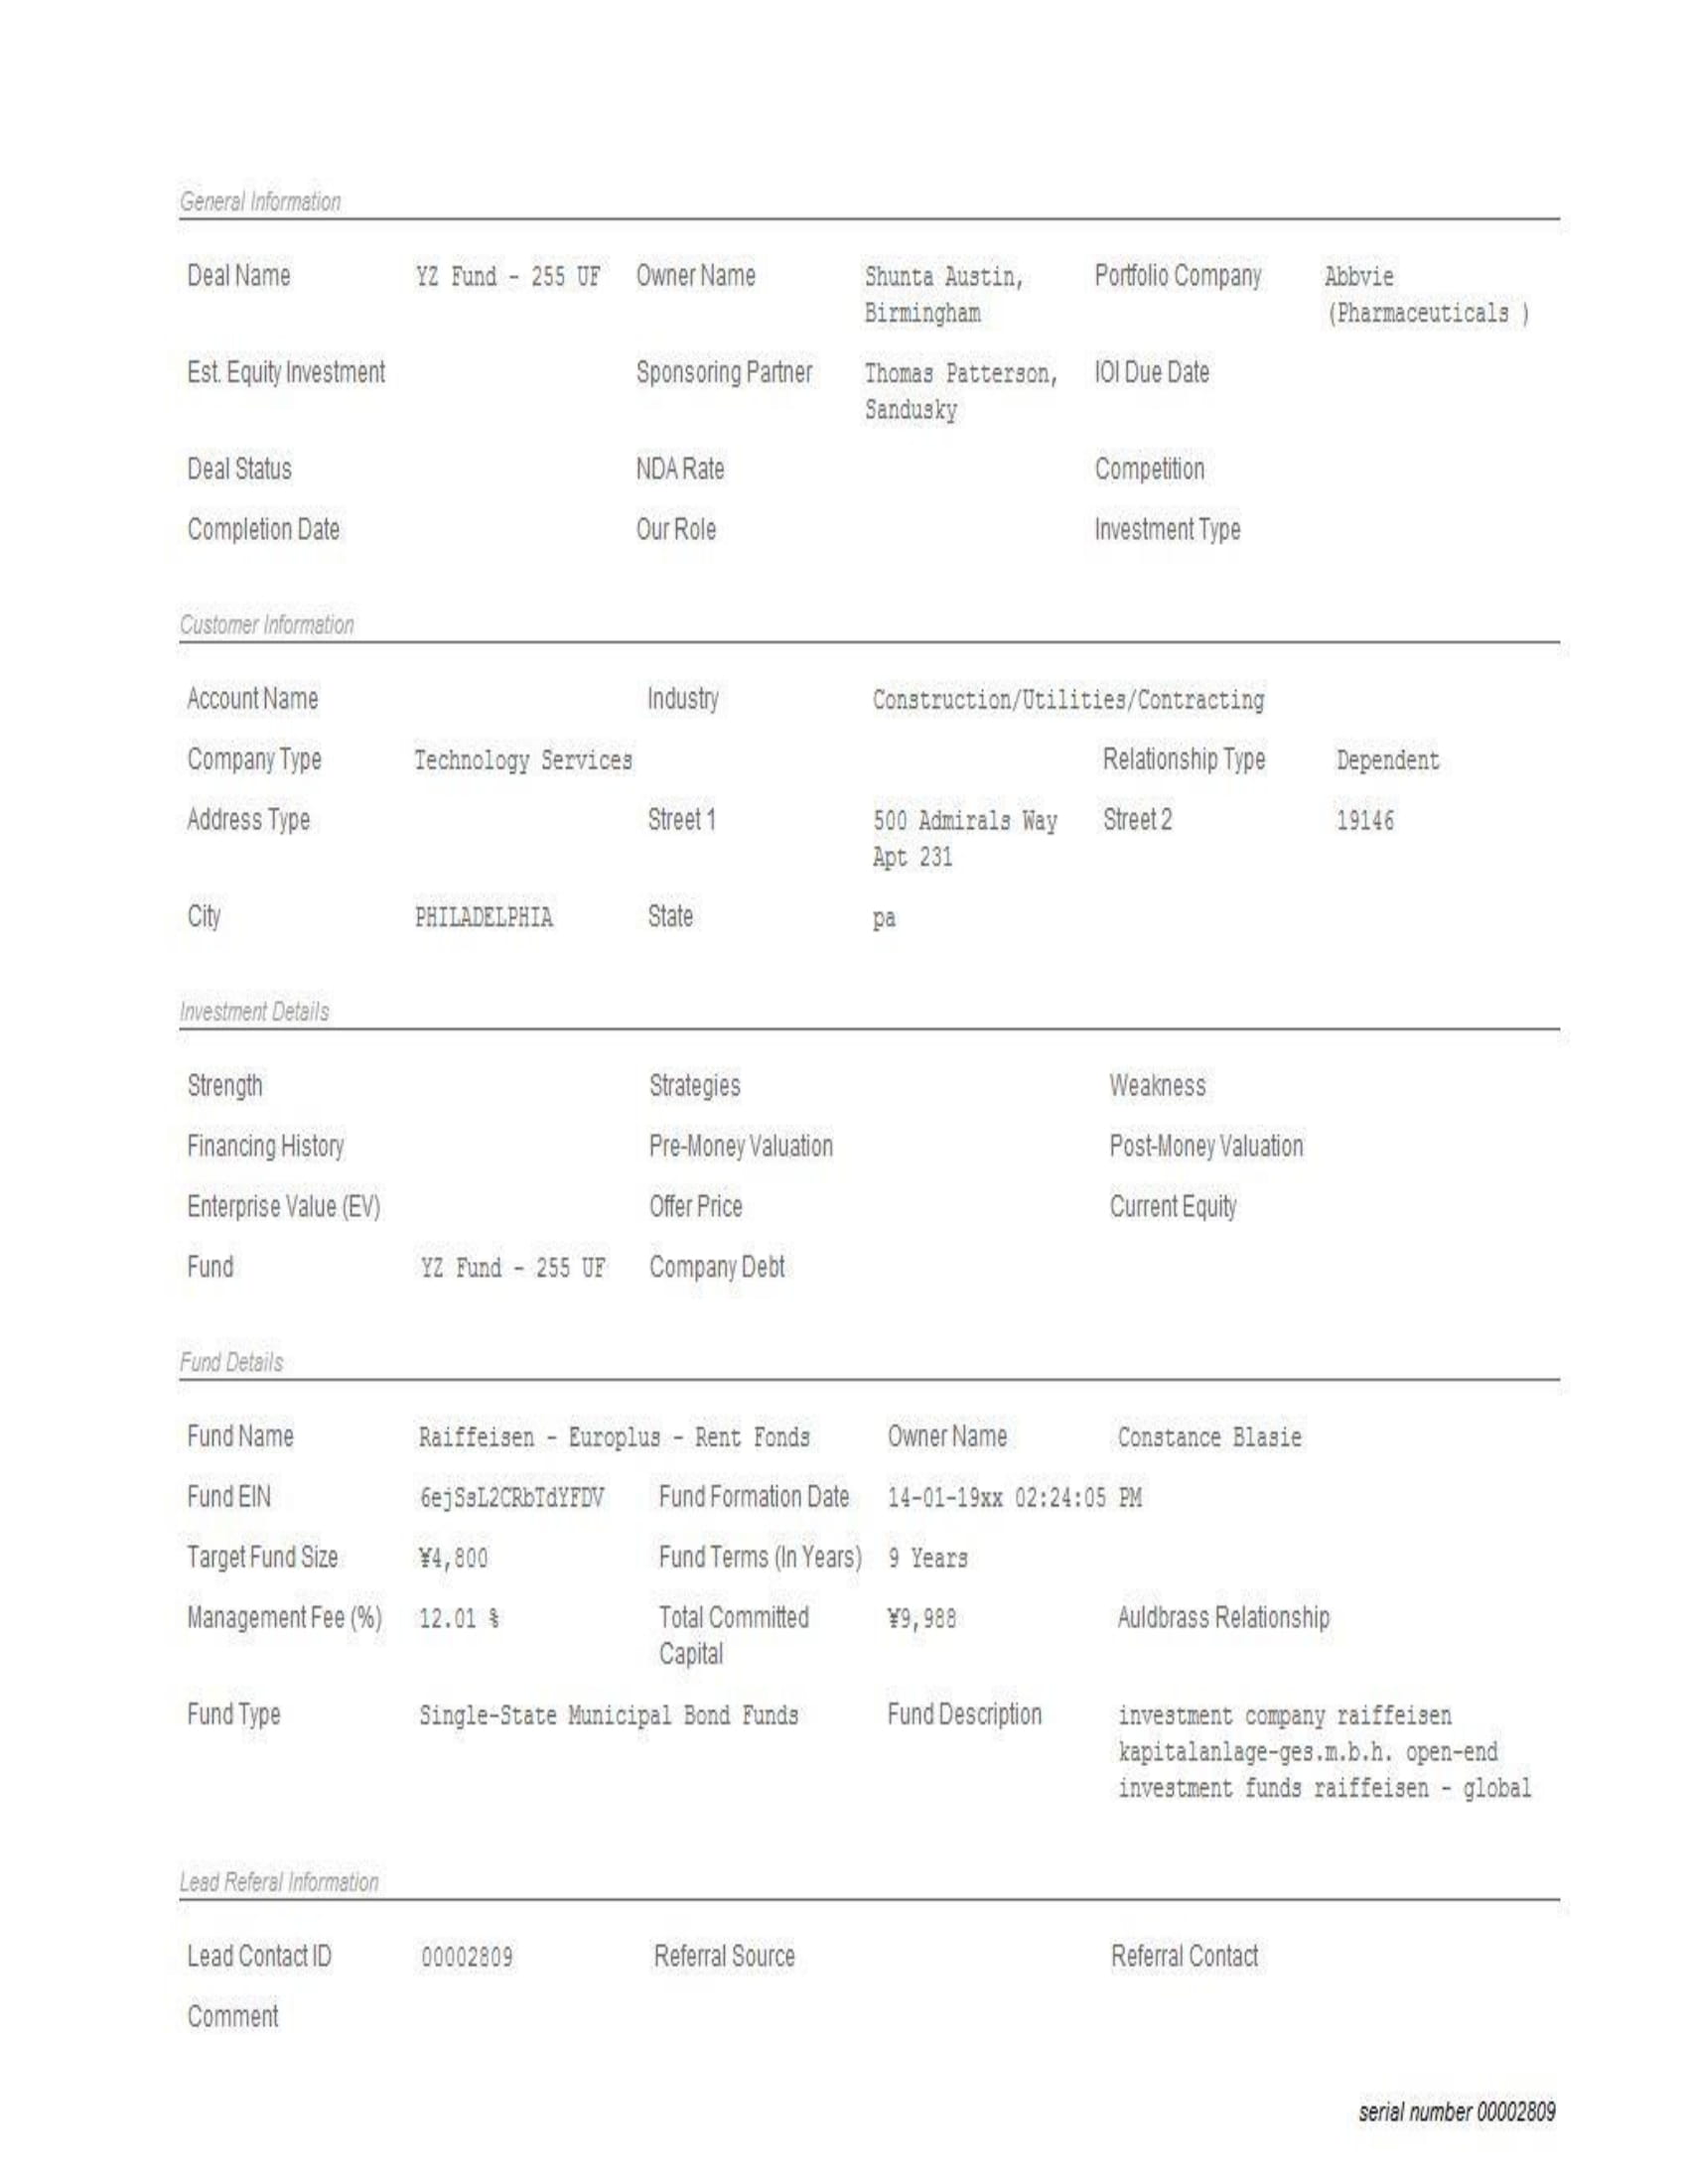 General Information
Deal Name YZ Fund - 255 UF Owner Name Shunta Austin, Portfolio Company Abbvie
Birmingham (Pharmaceuticals )
Est. Equity Investment Sponsoring Partner Thomas Patterson, IOI Due Date
Sandusky
Deal Status NDA Rate Competition
Completion Date Our Role Investment Type
Customer Information
Account Name Industry Construction/Utilities/Contracting
Company Type Technology Services Relationship Type Dependent
Address Type Street 1 500 Admirals Way Street 2 19146
Apt 231
City PHILADELPHIA State pa
Investment Details
Strength Strategies Weakness
Financing History Pre-Money Valuation Post-Money Valuation
Enterprise Value (EV) Offer Price Current Equity
Fund YZ Fund - 255 UF Company Debt
Fund Details
Fund Name Raiffeisen - Europlus - Rent Fonds Owner Name Constance Blasie
Fund EIN 6ejSsL2CRbTdYFDV Fund Formation Date 14-01-19xx 02:24:05 PM
Target Fund Size ¥4,800 Fund Terms (In Years) 9 Years
Management Fee (%) 12.01 % Total Committed ¥9,988 Auldbrass Relationship
Capital
Fund Type Single-State Municipal Bond Funds Fund Description investment company raiffeisen
kapitalanlage-ges.m.b.h. open-end
investment funds raiffeisen - global
Lead Referal Information
Lead Contact ID 00002809 Referral Source Referral Contact
Comment
serial number 00002809